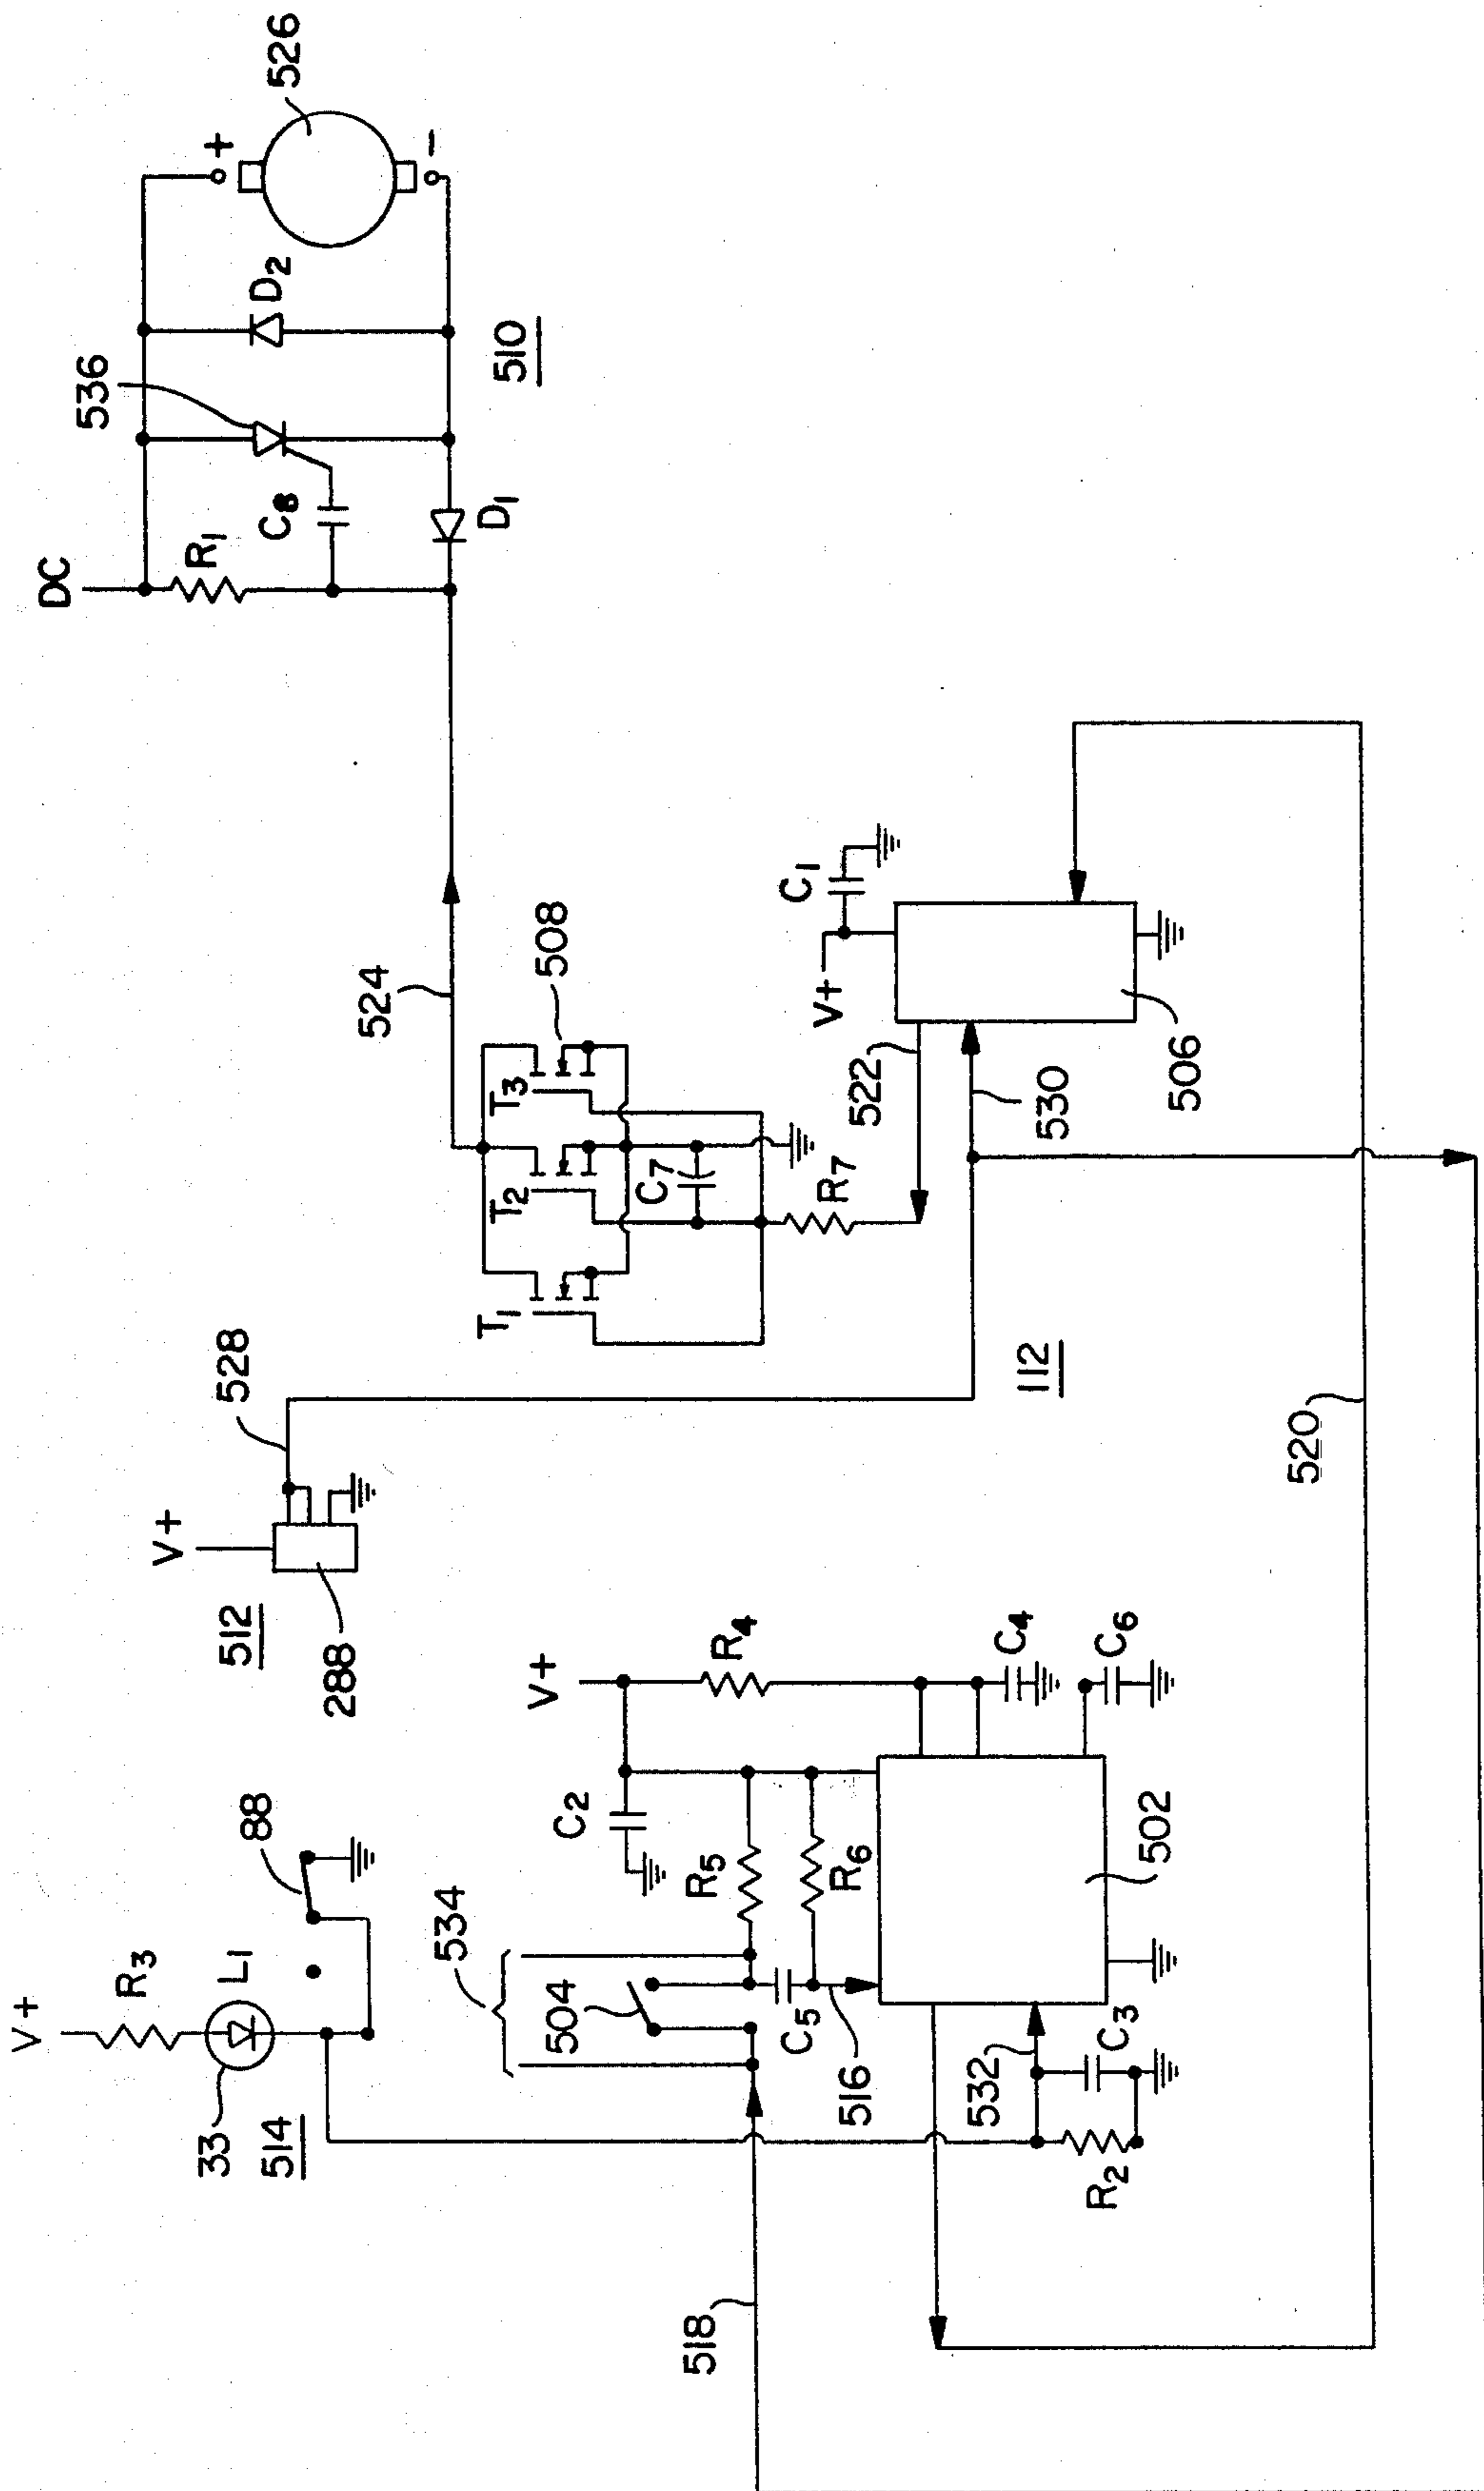 DC
R1
C8
536
D2
+
526
-
D1
510
524
T1
T2
T3
508
C7
R7
V+
C1
522
530
506
112
V+
528
512
288
V+
R3
L1
33
514
88
534
504
V+
C2
R4
R5
R6
C5
516
C4
C6
502
532
C3
R2
518
520